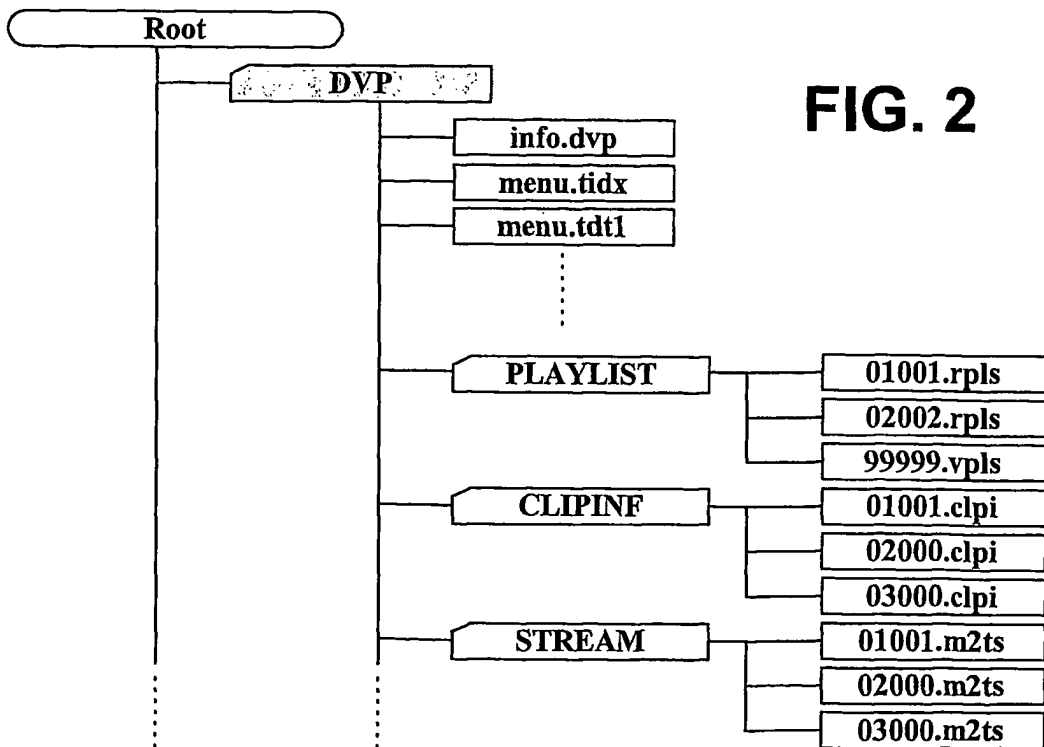 Root
DVP
FIG. 2
info.dvp
menu.tidx
menu.tdt1
PLAYLIST
01001.rpls
02002.rpls
99999.vpls
CLIPINF
01001.clpi
02000.clpi
03000.clpi
STREAM
01001.m2ts
02000.m2ts
03000.m2ts